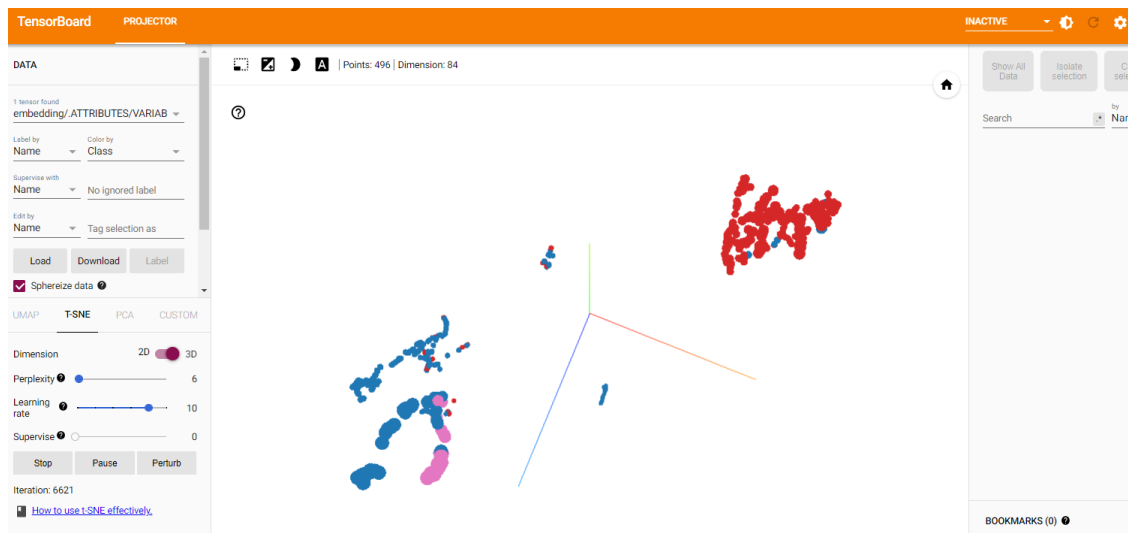 TensorBoard PROJECTOR INACTIVE
DATA
Points: 496 | Dimension: 84
Show All Data
Isolate selection
1 tensor found
embedding/.ATTRIBUTES/VARIAB
Search
.*
by
Label by
Name
Color by
Class
Supervise with
Name
No ignored label
Edit by
Name
Tag selection as
Load Download Label
Sphereize data
UMAP T-SNE PCA CUSTOM
Dimension 2D 3D
Perplexity 6
Learning rate 10
Supervise 0
Stop Pause Perturb
Iteration: 6621
How to use t-SNE effectively.
BOOKMARKS (0)